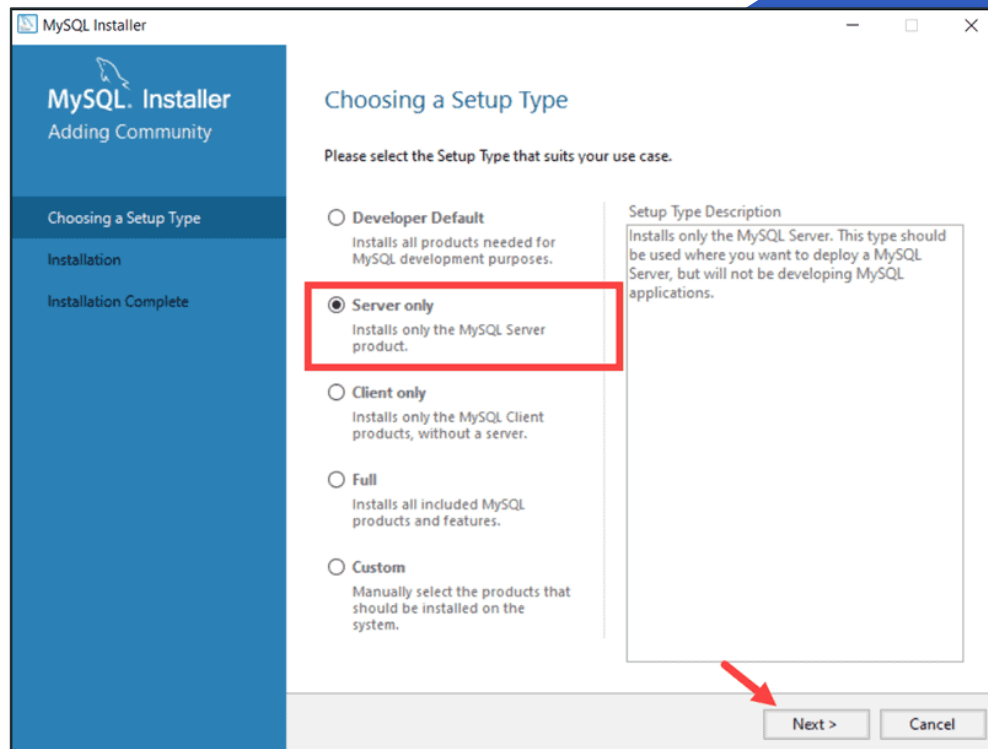 MySQL Installer
MySQL. Installer
Adding Community
Choosing a Setup Type
Installation
Installation Complete
Choosing a Setup Type
Please select the Setup Type that suits your use case.
Developer Default
Installs all products needed for
MySQL development purposes.
Server only
Installs only the MySQL Server
product.
Client only
Installs only the MySQL Client
products, without a server.
Full
Installs all included MySQL
products and features.
Custom
Manually select the products that
should be installed on the
system.
Setup Type Description
Installs only the MySQL Server. This type should
be used where you want to deploy a MySQL
Server, but will not be developing MySQL
applications.
Next >
Cancel